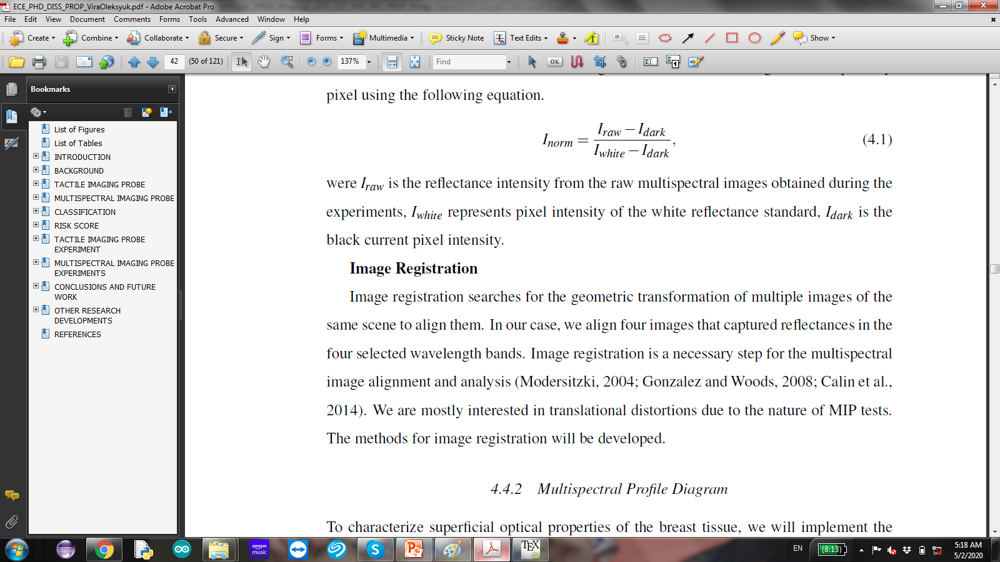 ECE_PHD_DISS_PROP_ViraOleksyuk.pdf - Adobe Acrobat Pro
File Edit View Document Comments Forms Tools Advanced Window Help
Create Combine Collaborate Secure Sign Forms Multimedia Sticky Note Text Edits Show
42 (50 of 121) 137% Find OK
Bookmarks
List of Figures
List of Tables
INTRODUCTION
BACKGROUND
TACTILE IMAGING PROBE
MULTISPECTRAL IMAGING PROBE
CLASSIFICATION
RISK SCORE
TACTILE IMAGING PROBE
EXPERIMENT
MULTISPECTRAL IMAGING PROBE
EXPERIMENTS
CONCLUSIONS AND FUTURE
WORK
OTHER RESEARCH
DEVELOPMENTS
REFERENCES
pixel using the following equation.
I_norm = (I_raw − I_dark) / (I_white − I_dark), (4.1)
were I_raw is the reflectance intensity from the raw multispectral images obtained during the
experiments, I_white represents pixel intensity of the white reflectance standard, I_dark is the
black current pixel intensity.
Image Registration
Image registration searches for the geometric transformation of multiple images of the
same scene to align them. In our case, we align four images that captured reflectances in the
four selected wavelength bands. Image registration is a necessary step for the multispectral
image alignment and analysis (Modersitzki, 2004; Gonzalez and Woods, 2008; Calin et al.,
2014). We are mostly interested in translational distortions due to the nature of MIP tests.
The methods for image registration will be developed.
4.4.2 Multispectral Profile Diagram
To characterize superficial optical properties of the breast tissue, we will implement the
amazon
music
TEX
EN
(8:13)
5:18 AM
5/2/2020